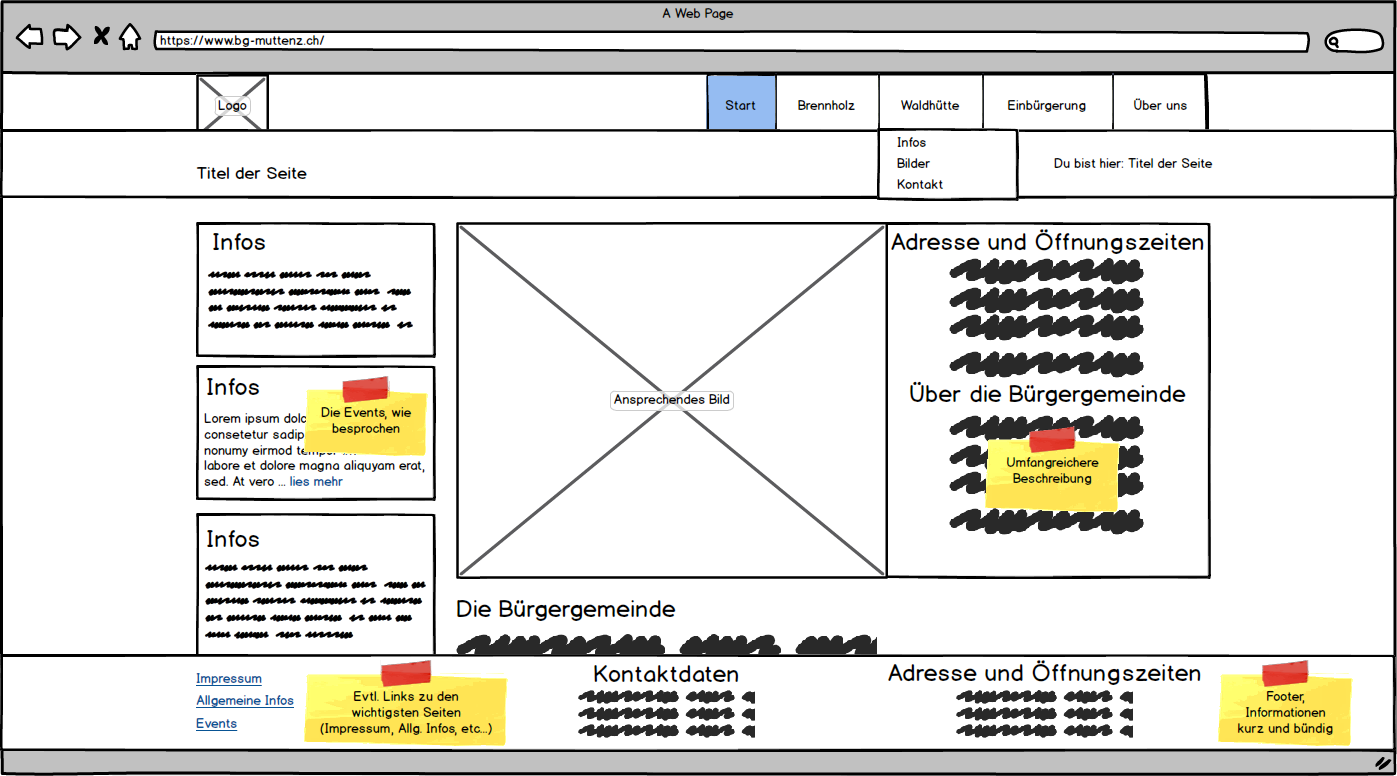 A Web Page
https://www.bg-muttenz.ch/
Logo
Start
Brennholz
Waldhütte
Einbürgerung
Über uns
Infos
Bilder
Kontakt
Titel der Seite
Du bist hier: Titel der Seite
Infos
Infos
Lorem ipsum dolo
consetetur sadip
nonumy eirmod
labore et dolore magna aliquyam erat,
sed. At vero ... lies mehr
Die Events, wie
besprochen
Infos
Ansprechendes Bild
Adresse und Öffnungszeiten
Über die Bürgergemeinde
Umfangreichere
Beschreibung
Die Bürgergemeinde
Impressum
Allgemeine Infos
Events
Evtl. Links zu den
wichtigsten Seiten
(Impressum, Allg. Infos, etc...)
Kontaktdaten
Adresse und Öffnungszeiten
Footer,
Informationen
kurz und bündig